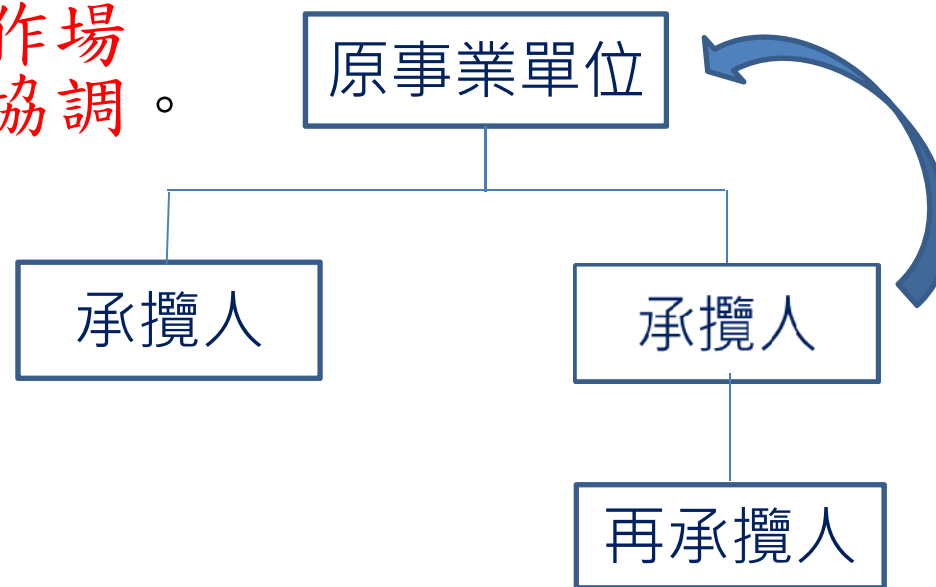 作場
協調。
原事業單位
承攬人
承攬人
再承攬人